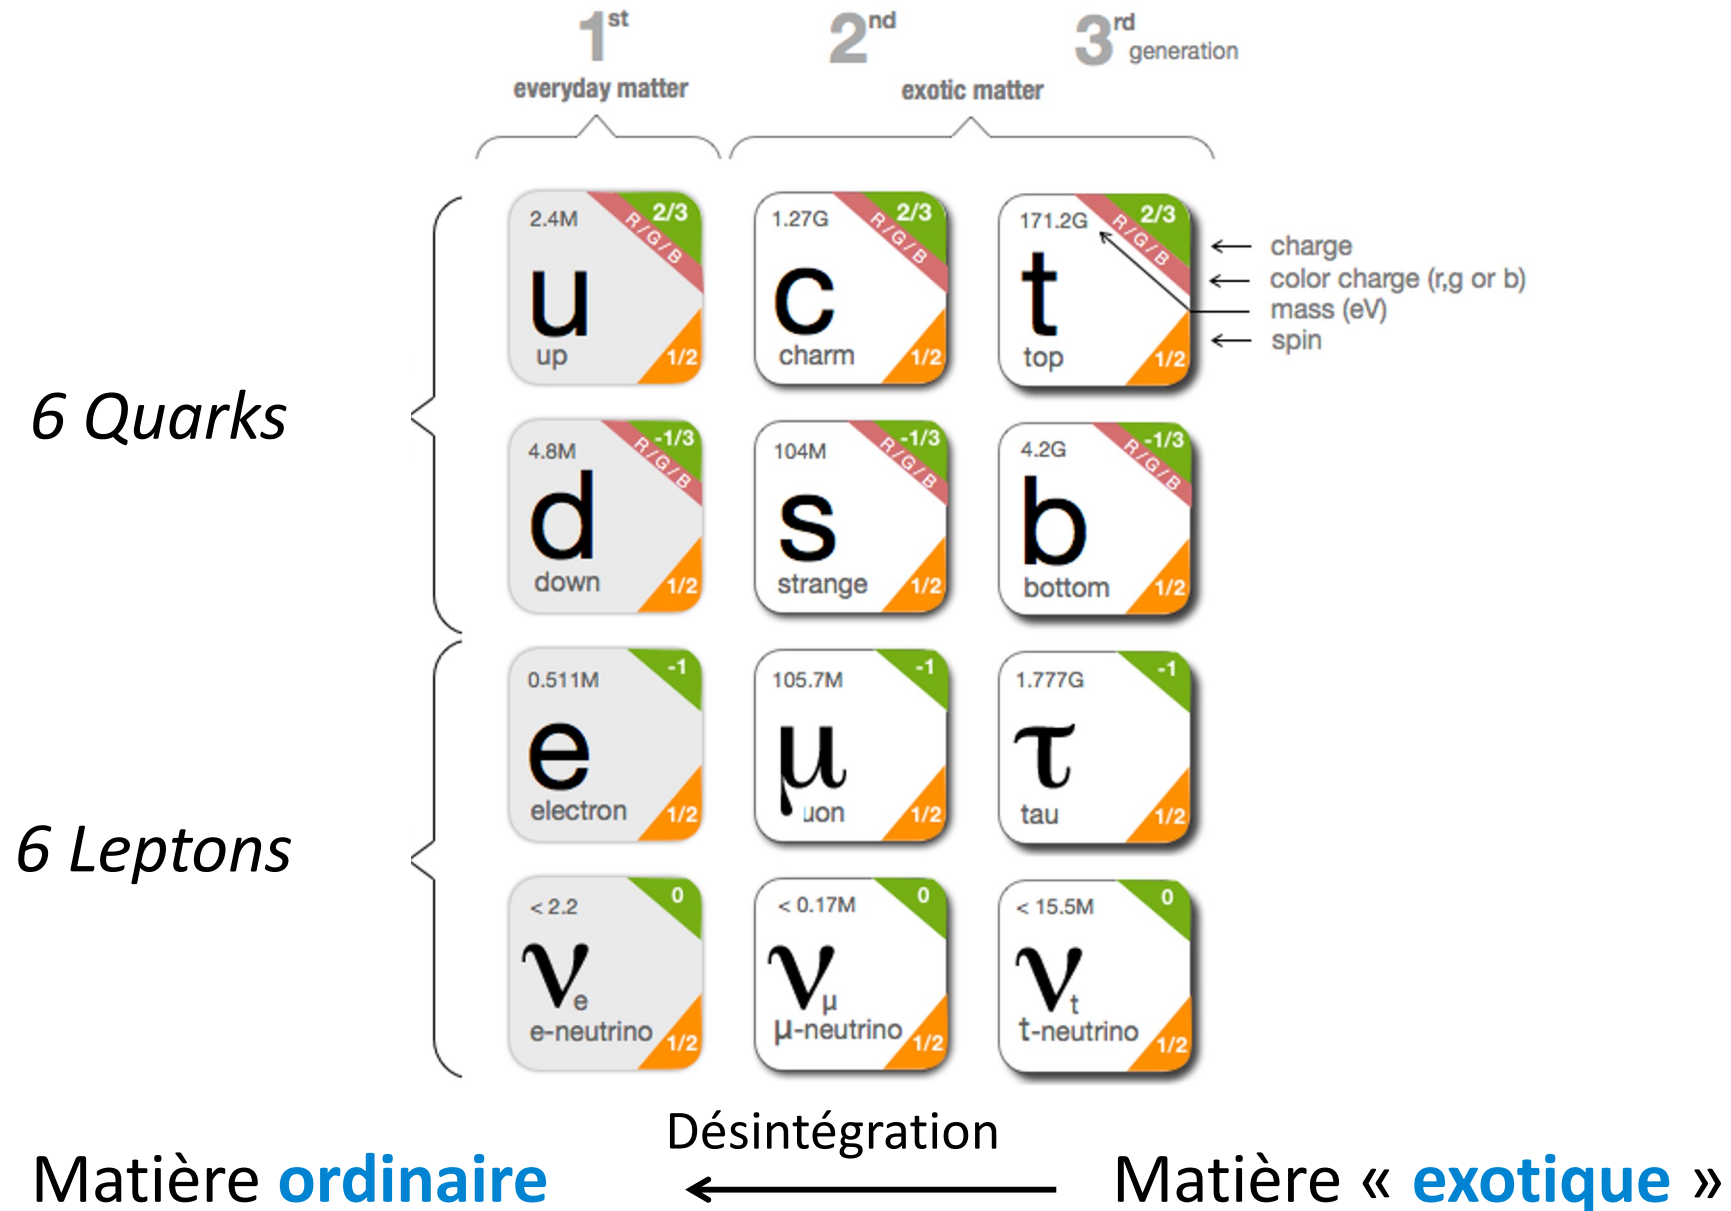 1st 2nd 3rd generation
everyday matter exotic matter
6 Quarks
2.4M R/G/B 2/3
u
up 1/2
1.27G R/G/B 2/3
c
charm 1/2
171.2G R/G/B 2/3
t
top 1/2
charge
color charge (r,g or b)
mass (eV)
spin
4.8M R/G/B -1/3
d
down 1/2
104M R/G/B -1/3
s
strange 1/2
4.2G R/G/B -1/3
b
bottom 1/2
6 Leptons
0.511M -1
e
electron 1/2
105.7M -1
μ
uon 1/2
1.777G -1
τ
tau 1/2
< 2.2 0
νe
e-neutrino 1/2
< 0.17M 0
νμ
μ-neutrino 1/2
< 15.5M 0
νt
t-neutrino 1/2
Désintégration
Matière ordinaire Matière « exotique »